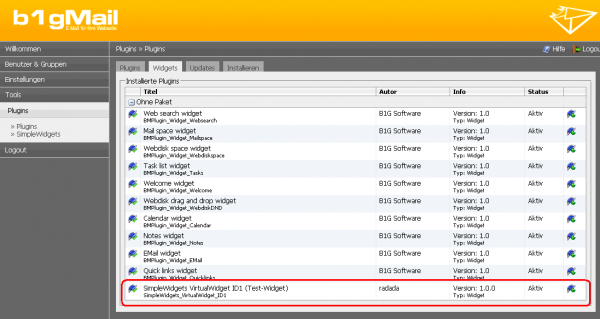 b1gMail
E-Mail für Ihre Webseite
Willkommen
Plugins » Plugins
Hilfe
Logou
Benutzer & Gruppen
Einstellungen
Tools
Plugins
» Plugins
» SimpleWidgets
Logout
Plugins Widgets Updates Installieren
Installierte Plugins
Titel Autor Info Status
Ohne Paket
Web search widget B1G Software Version: 1.0 Aktiv
BMPlugin_Widget_Websearch Typ: Widget
Mail space widget B1G Software Version: 1.0 Aktiv
BMPlugin_Widget_Mailspace Typ: Widget
Webdisk space widget B1G Software Version: 1.0 Aktiv
BMPlugin_Widget_Webdiskspace Typ: Widget
Task list widget B1G Software Version: 1.0 Aktiv
BMPlugin_Widget_Tasks Typ: Widget
Welcome widget B1G Software Version: 1.0 Aktiv
BMPlugin_Widget_Welcome Typ: Widget
Webdisk drag and drop widget B1G Software Version: 1.0 Aktiv
BMPlugin_Widget_WebdiskDND Typ: Widget
Calendar widget B1G Software Version: 1.0 Aktiv
BMPlugin_Widget_Calendar Typ: Widget
Notes widget B1G Software Version: 1.0 Aktiv
BMPlugin_Widget_Notes Typ: Widget
EMail widget B1G Software Version: 1.0 Aktiv
BMPlugin_Widget_EMail Typ: Widget
Quick links widget B1G Software Version: 1.0 Aktiv
BMPlugin_Widget_Quicklinks Typ: Widget
SimpleWidgets VirtualWidget ID1 (Test-Widget) radada Version: 1.0.0 Aktiv
SimpleWidgets_VirtualWidget_ID1 Typ: Widget